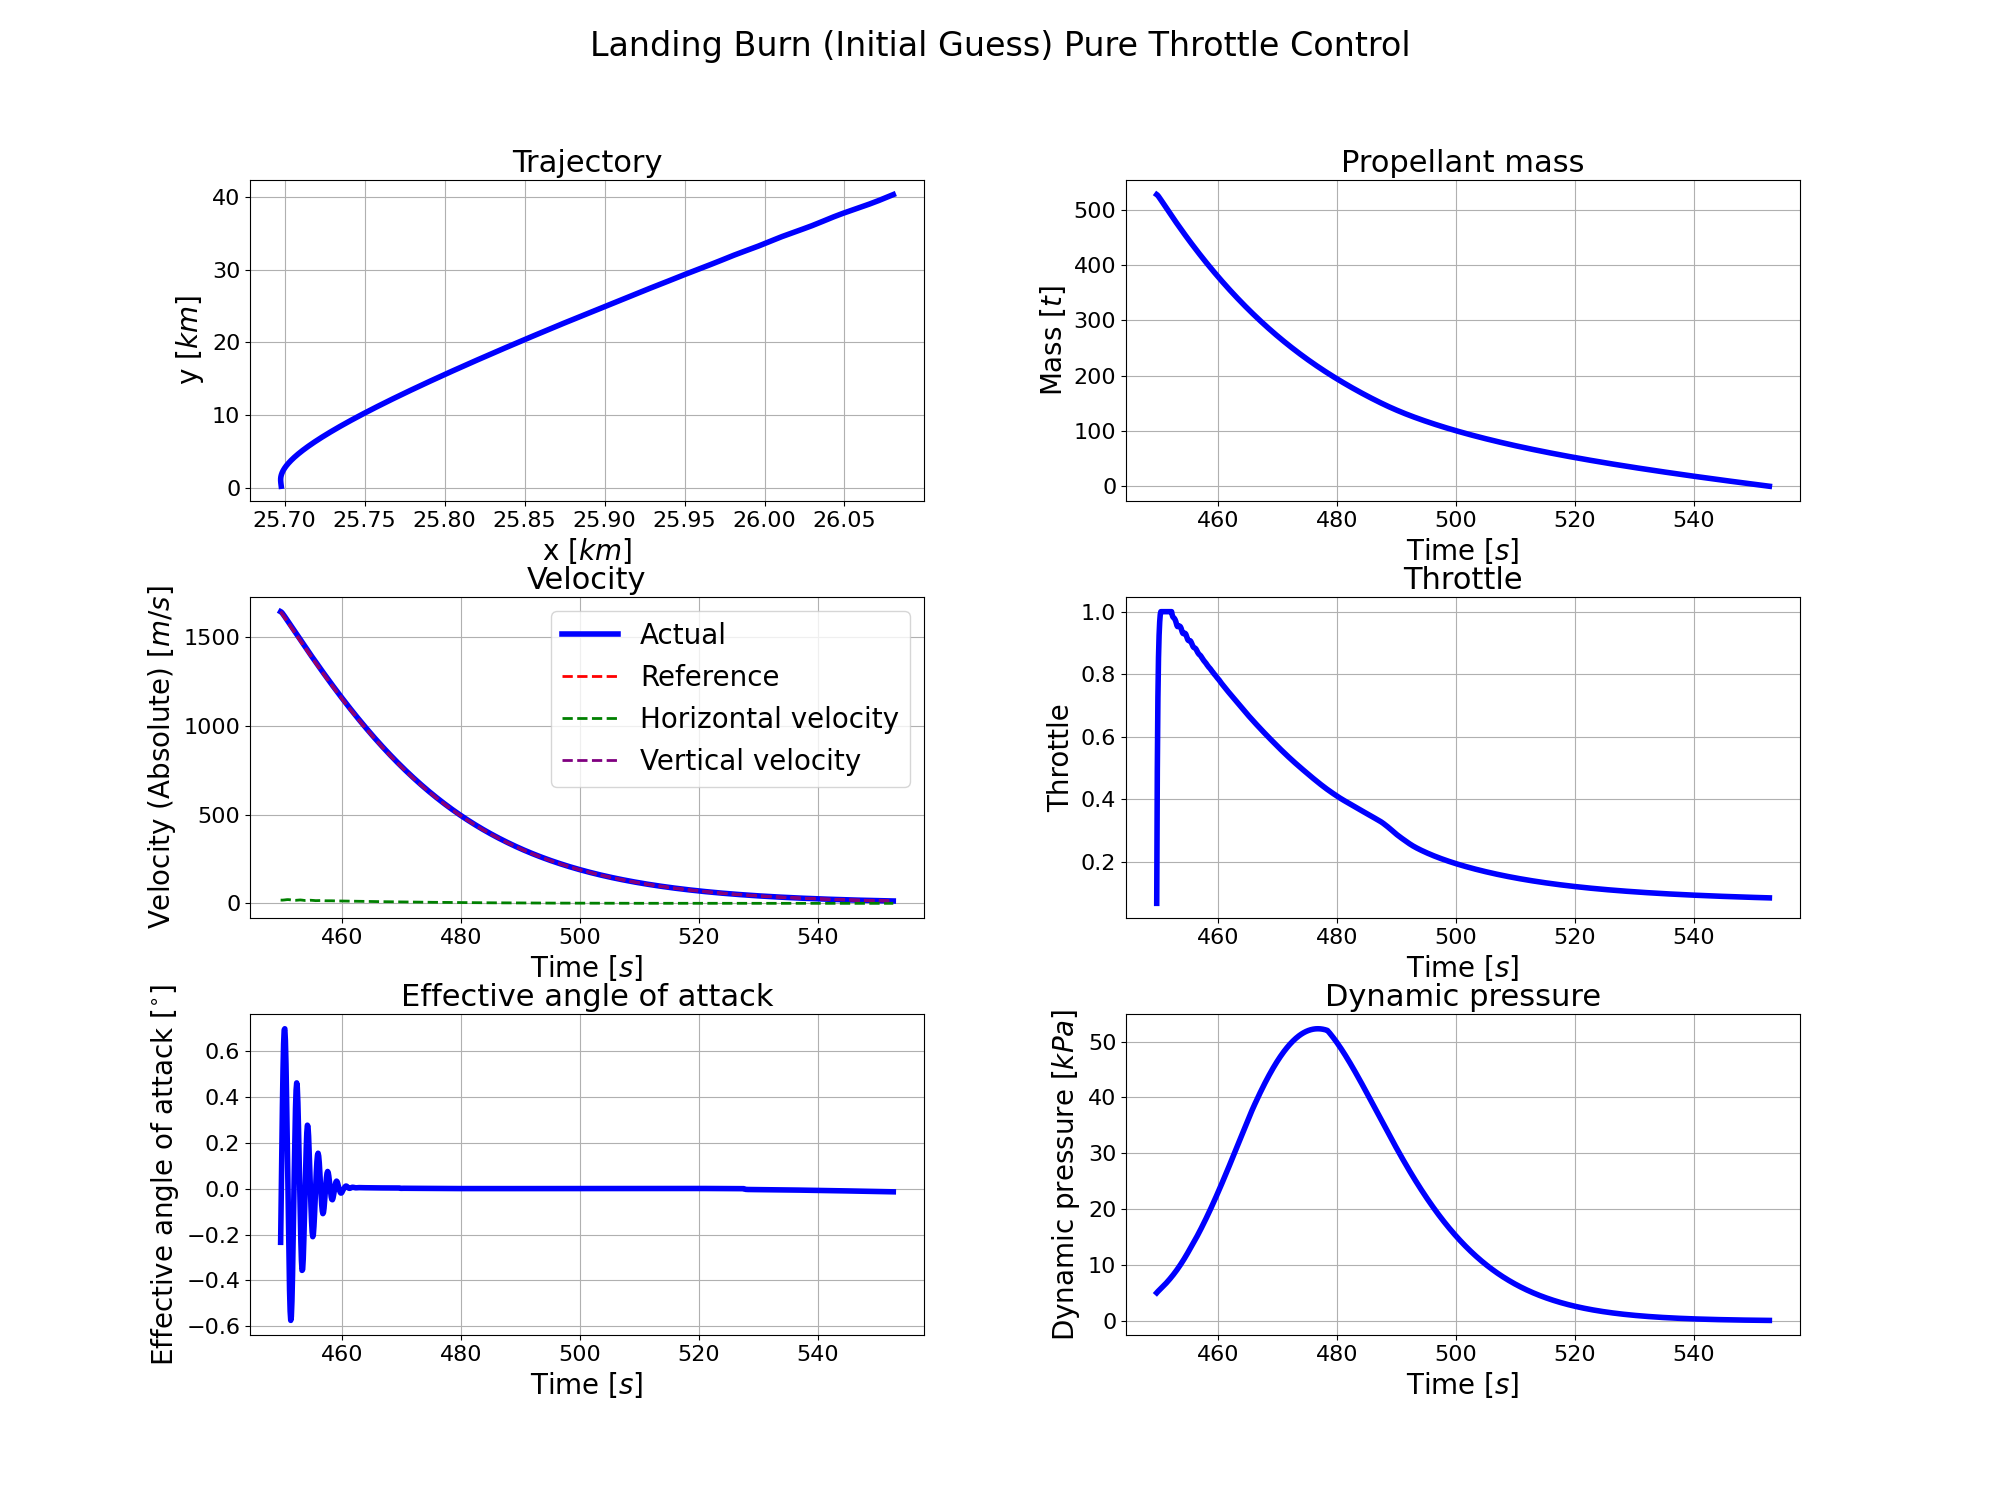 Landing Burn (Initial Guess) Pure Throttle Control
Trajectory
y [km]
40
30
20
10
0
25.70 25.75 25.80 25.85 25.90 25.95 26.00 26.05
x [km]
Propellant mass
Mass [t]
500
400
300
200
100
0
460 480 500 520 540
Time [s]
Velocity
Velocity (Absolute) [m/s]
1500
1000
500
0
Actual
Reference
Horizontal velocity
Vertical velocity
460 480 500 520 540
Time [s]
Throttle
Throttle
1.0
0.8
0.6
0.4
0.2
460 480 500 520 540
Time [s]
Effective angle of attack
Effective angle of attack [°]
0.6
0.4
0.2
0.0
−0.2
−0.4
−0.6
460 480 500 520 540
Time [s]
Dynamic pressure
Dynamic pressure [kPa]
50
40
30
20
10
0
460 480 500 520 540
Time [s]